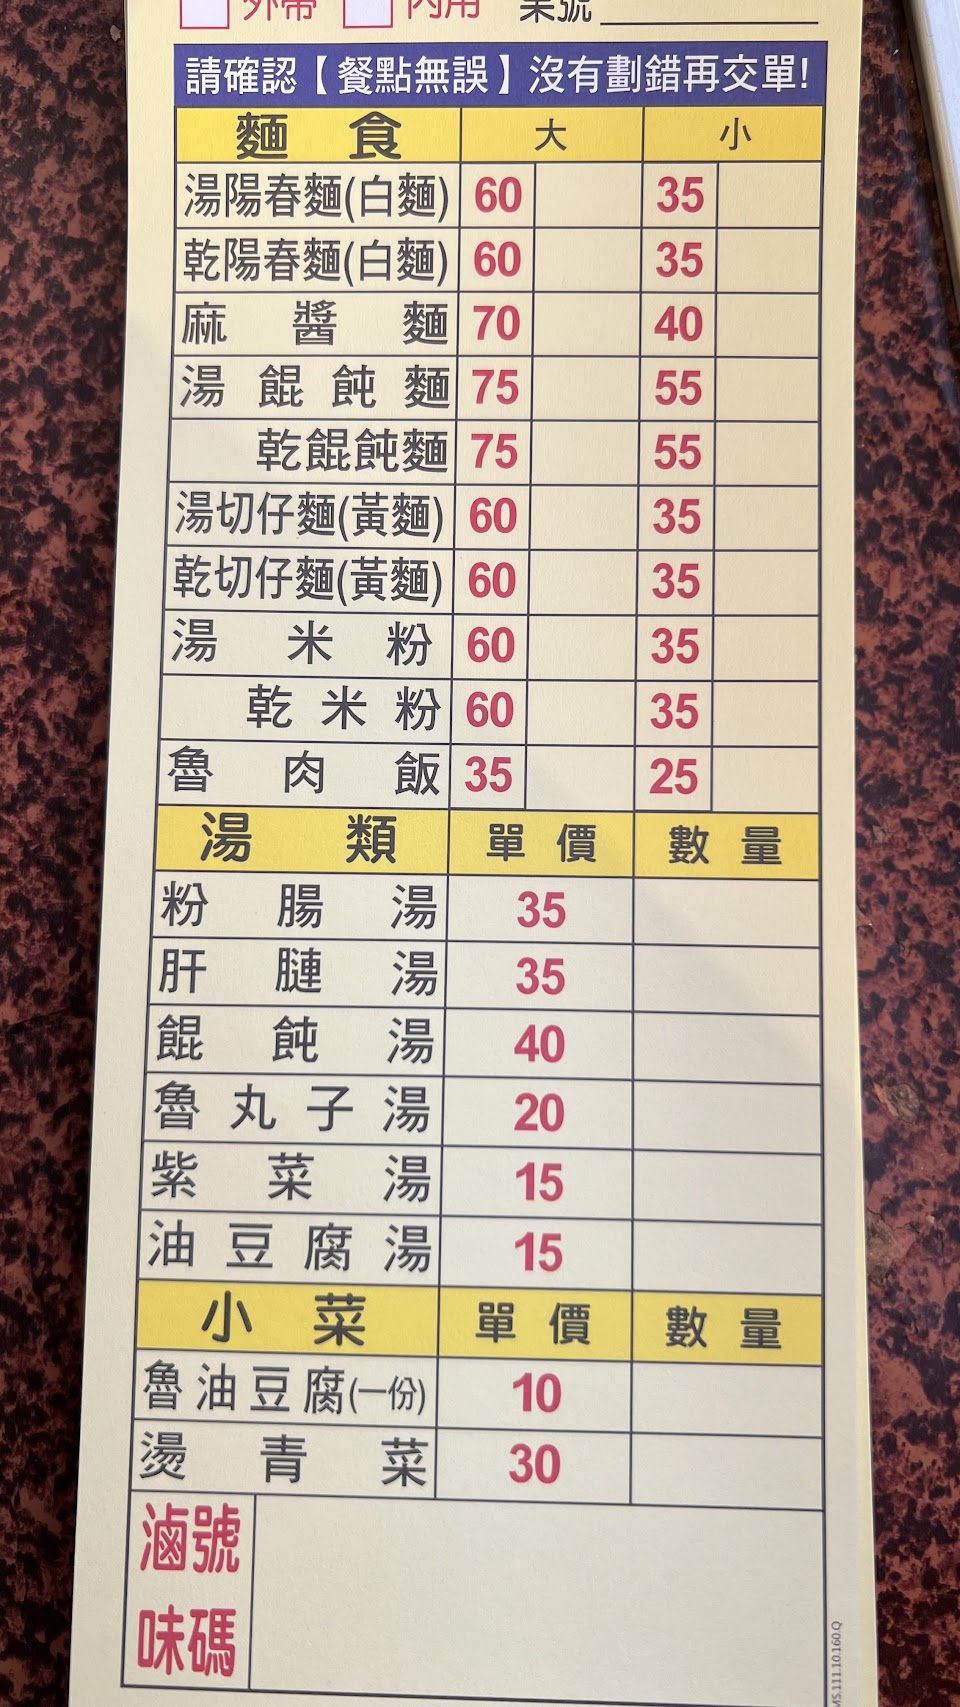 外帶 內用 桌號
請確認【餐點無誤】沒有劃錯再交單!
麵食 大 小
湯陽春麵(白麵) 60 35
乾陽春麵(白麵) 60 35
麻醬麵 70 40
湯餛飩麵 75 55
乾餛飩麵 75 55
湯切仔麵(黃麵) 60 35
乾切仔麵(黃麵) 60 35
湯米粉 60 35
乾米粉 60 35
魯肉飯 35 25
湯類 單價 數量
粉腸湯 35
肝膢湯 35
餛飩湯 40
魯丸子湯 20
紫菜湯 15
油豆腐湯 15
小菜 單價 數量
魯油豆腐(一份) 10
燙青菜 30
滷味號碼
MS.111.10.160.Q